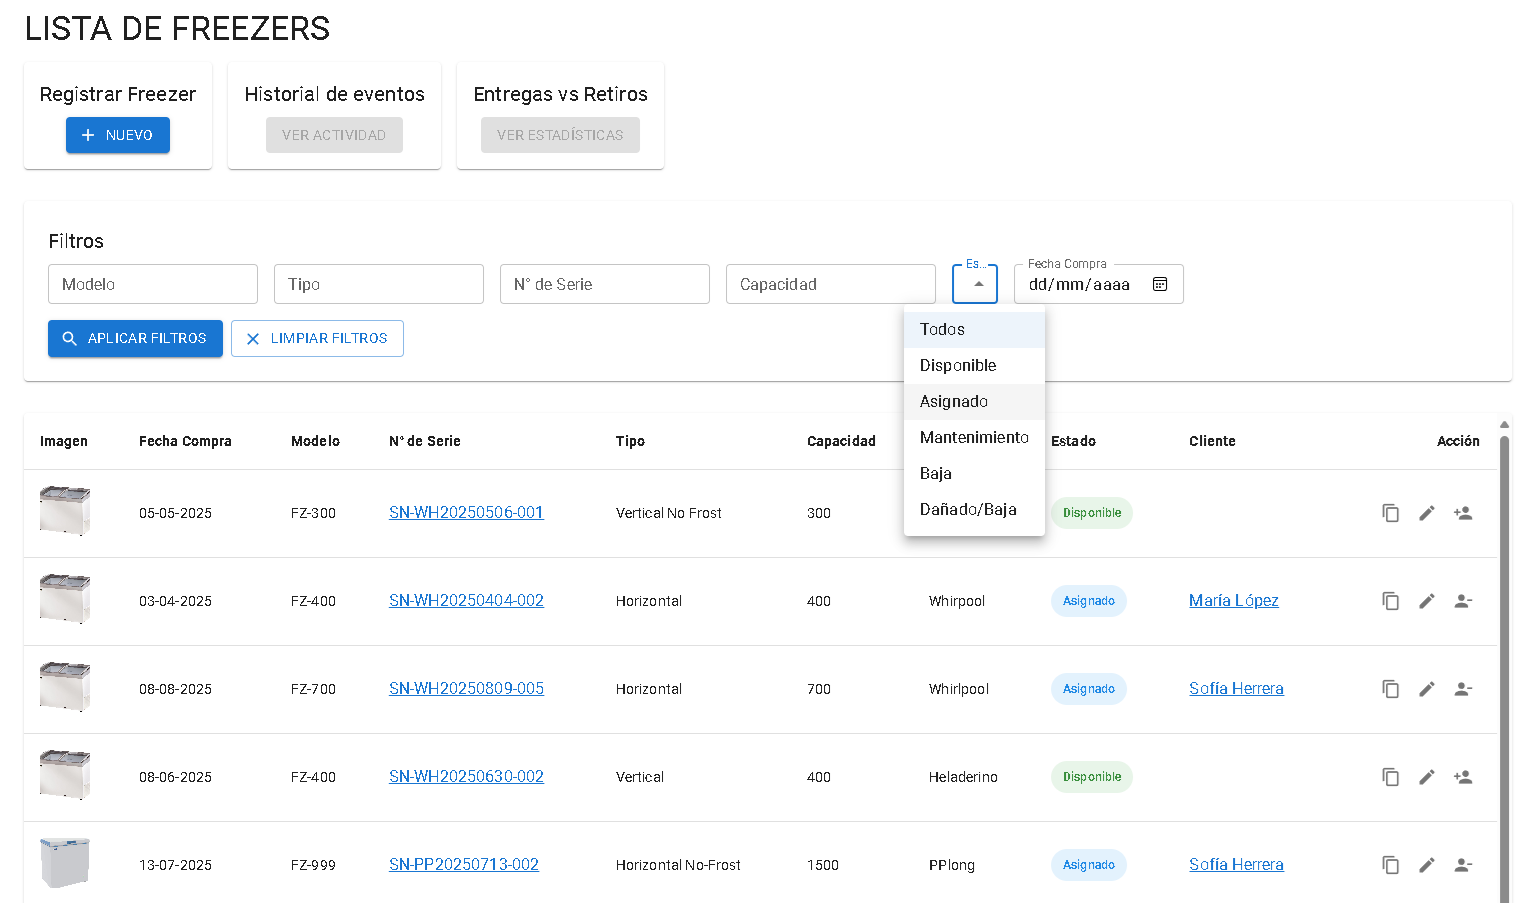 LISTA DE FREEZERS
Registrar Freezer
NUEVO
Historial de eventos
VER ACTIVIDAD
Entregas vs Retiros
VER ESTADÍSTICAS
Filtros
Modelo
Tipo
N° de Serie
Capacidad
Es...
Fecha Compra
dd/mm/aaaa
APLICAR FILTROS
LIMPIAR FILTROS
Todos
Disponible
Asignado
Mantenimiento
Baja
Dañado/Baja
Imagen Fecha Compra Modelo N° de Serie Tipo Capacidad Estado Cliente Acción
05-05-2025 FZ-300 SN-WH20250506-001 Vertical No Frost 300 Disponible
03-04-2025 FZ-400 SN-WH20250404-002 Horizontal 400 Whirpool Asignado María López
08-08-2025 FZ-700 SN-WH20250809-005 Horizontal 700 Whirlpool Asignado Sofía Herrera
08-06-2025 FZ-400 SN-WH20250630-002 Vertical 400 Heladerino Disponible
13-07-2025 FZ-999 SN-PP20250713-002 Horizontal No-Frost 1500 PPlong Asignado Sofía Herrera